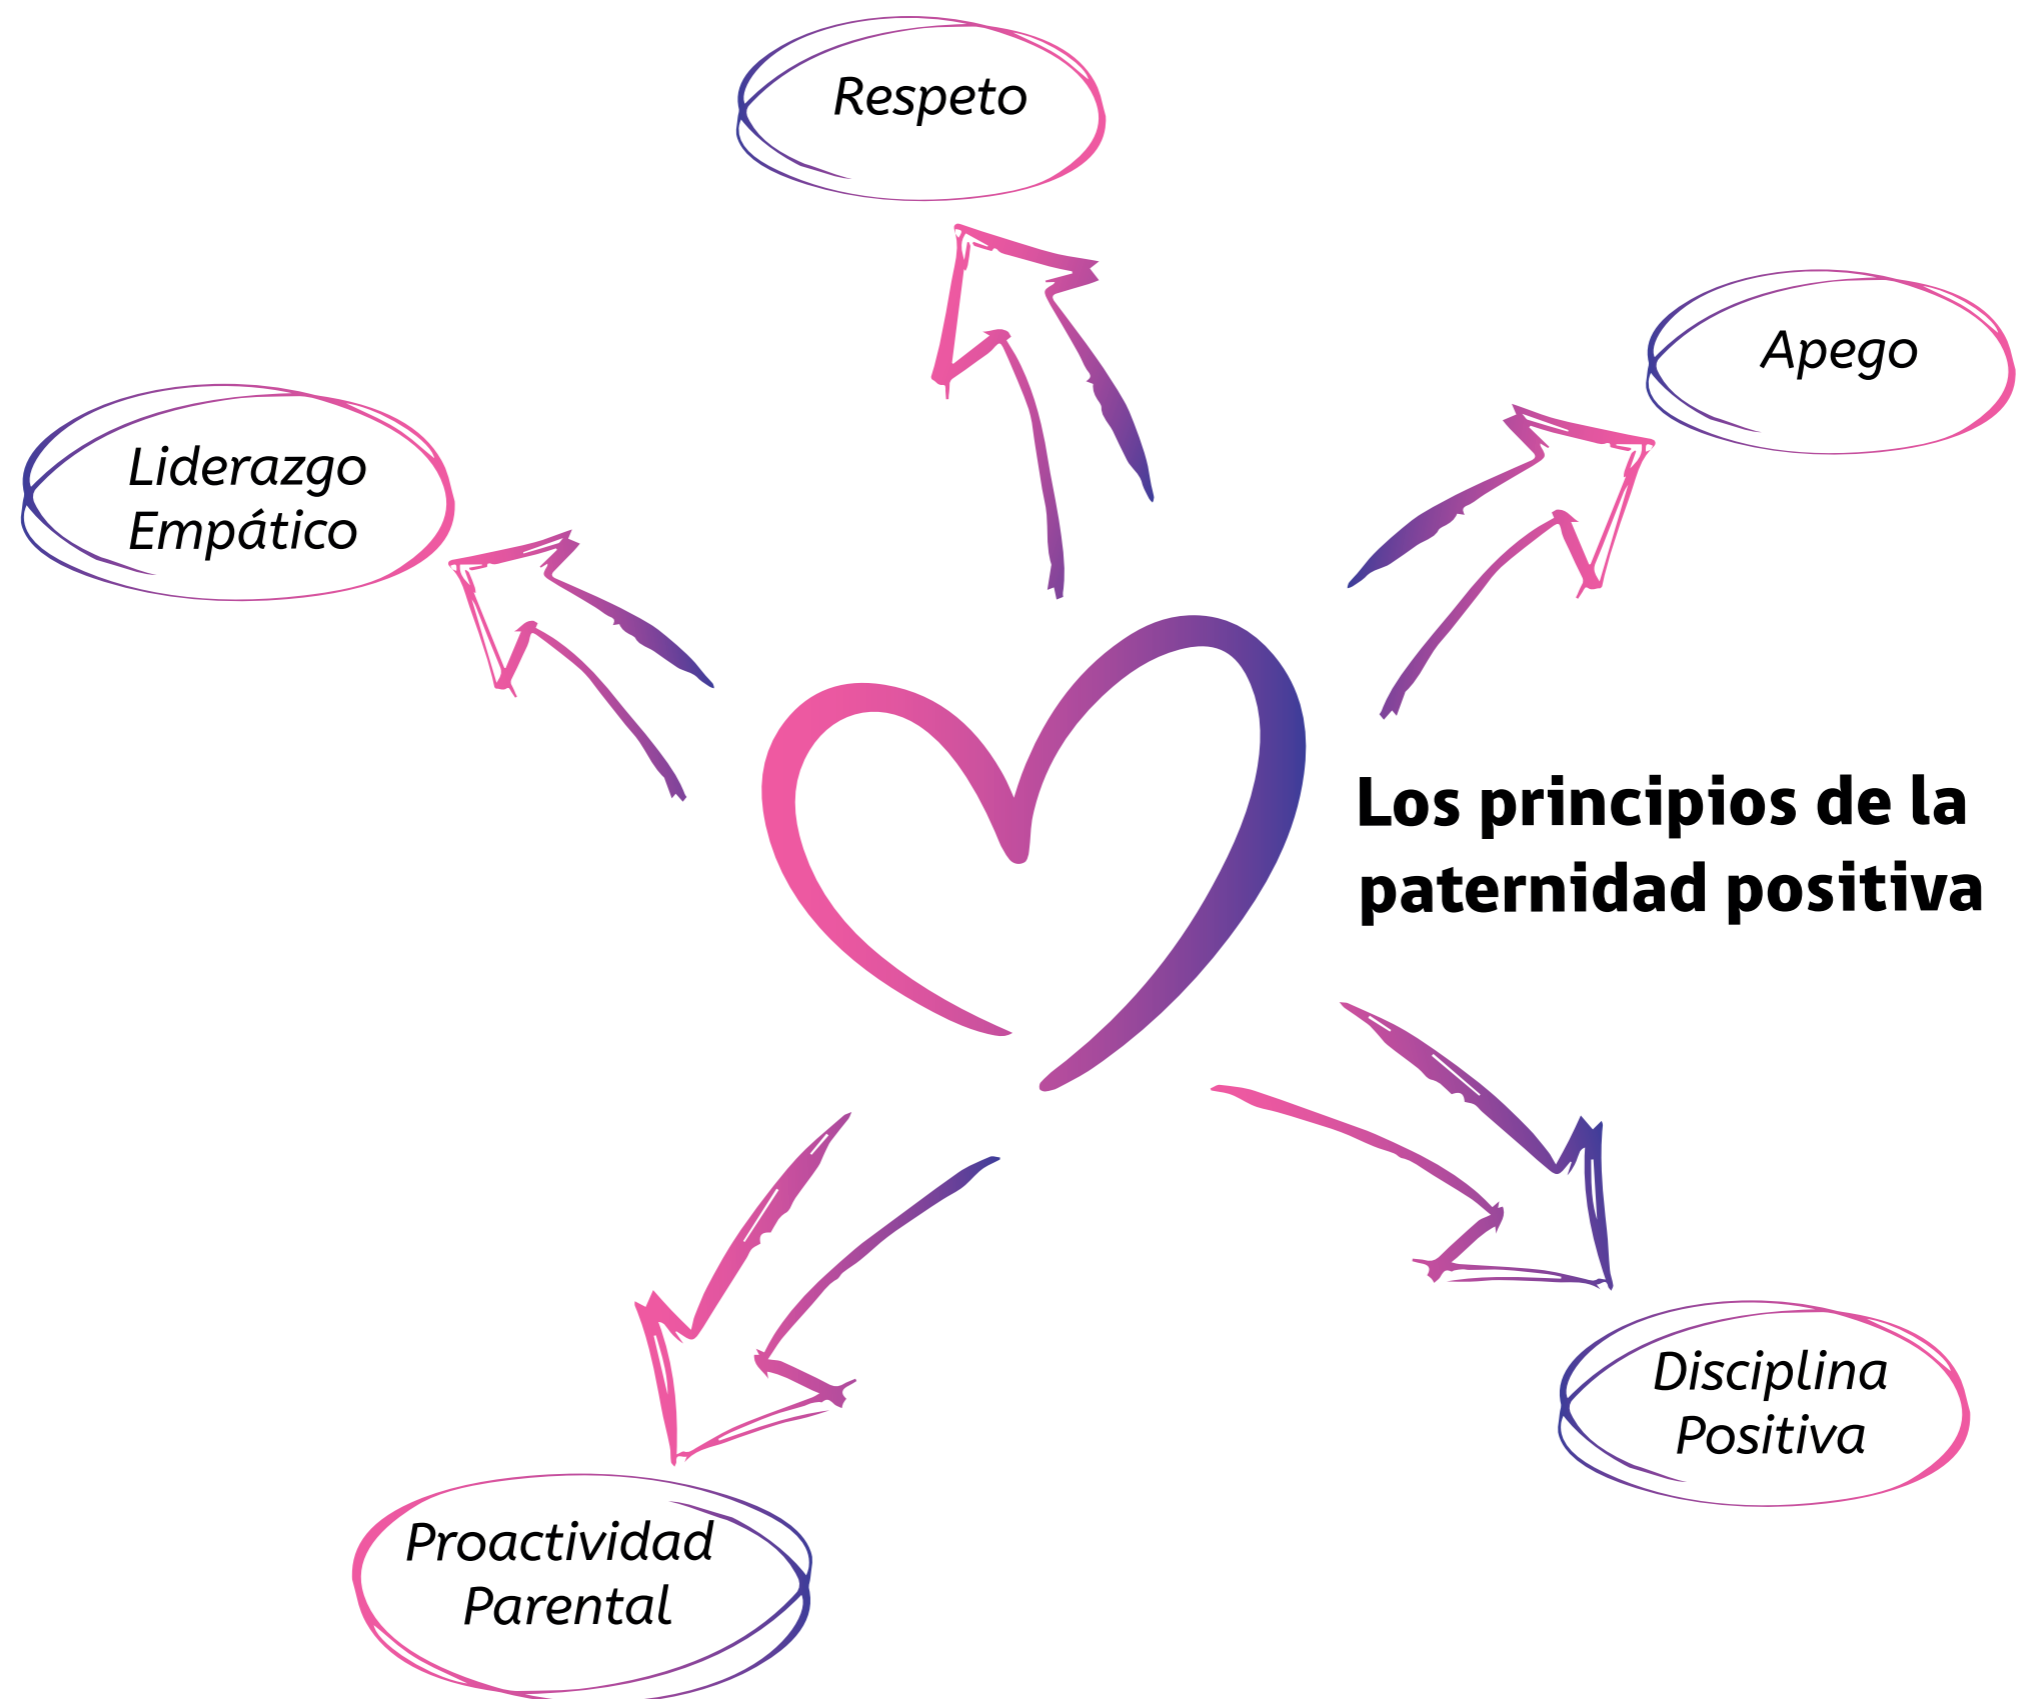 Respeto
Apego
Liderazgo
Empático
Los principios de la
paternidad positiva
Disciplina
Positiva
Proactividad
Parental